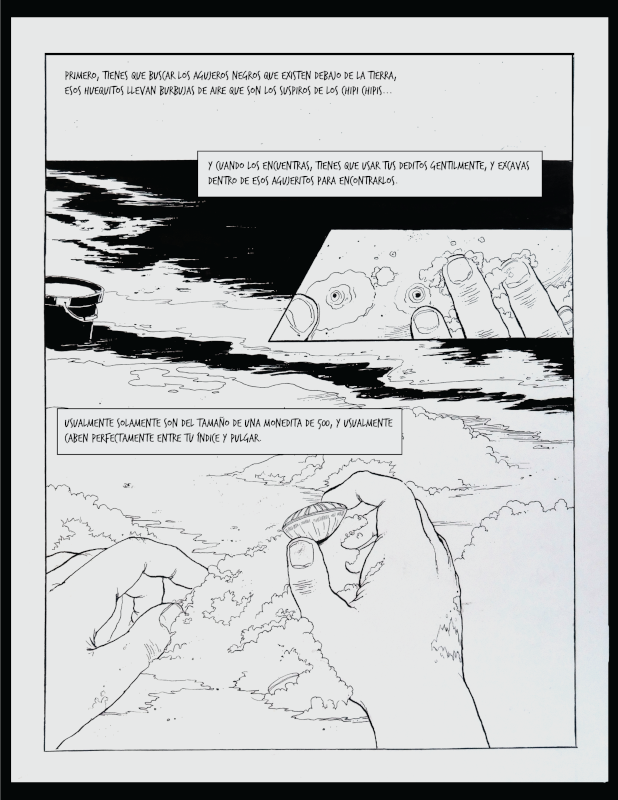 PRIMERO, TIENES QUE BUSCAR LOS AGUJEROS NEGROS QUE EXISTEN DEBAJO DE LA TIERRA,
ESOS HUEQUITOS LLEVAN BURBUJAS DE AIRE QUE SON LOS SUSPIROS DE LOS CHIPI CHIPIS...
Y CUANDO LOS ENCUENTRAS, TIENES QUE USAR TUS DEDITOS GENTILMENTE, Y EXCAVAS
DENTRO DE ESOS AGUJERITOS PARA ENCONTRARLOS.
USUALMENTE SOLAMENTE SON DEL TAMAÑO DE UNA MONEDITA DE 500, Y USUALMENTE
CABEN PERFECTAMENTE ENTRE TU ÍNDICE Y PULGAR.